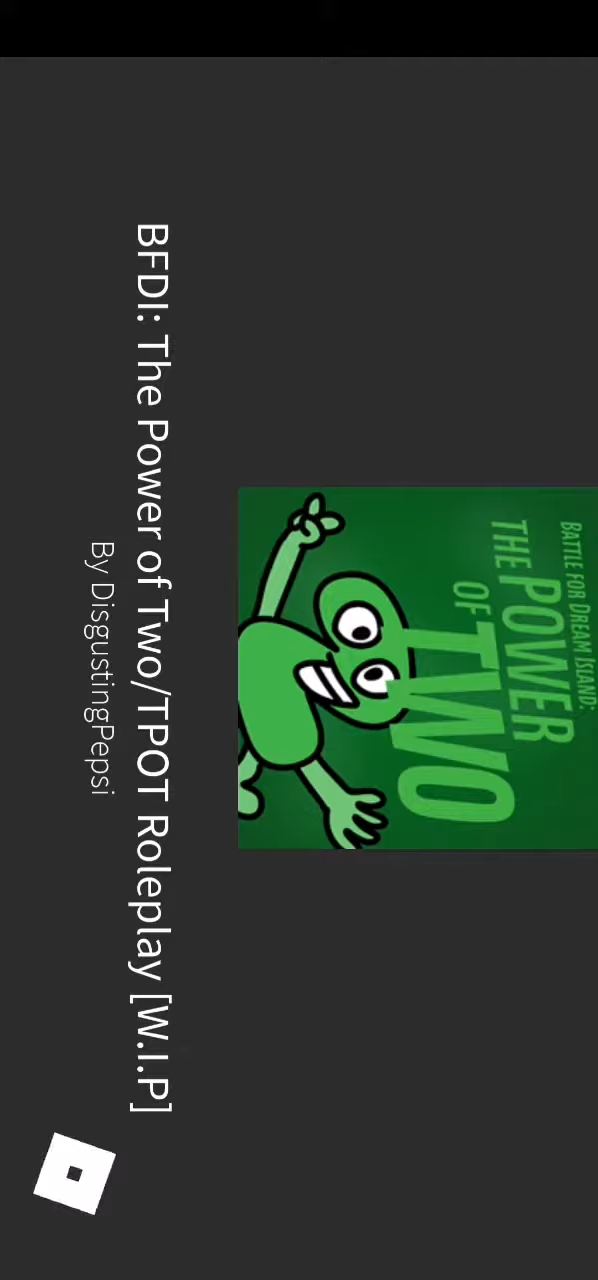 BATTLE FOR DREAM ISLAND:
THE POWER
OF TWO
BFDI: The Power of Two/TPOT Roleplay [W.I.P]
By DisgustingPepsi